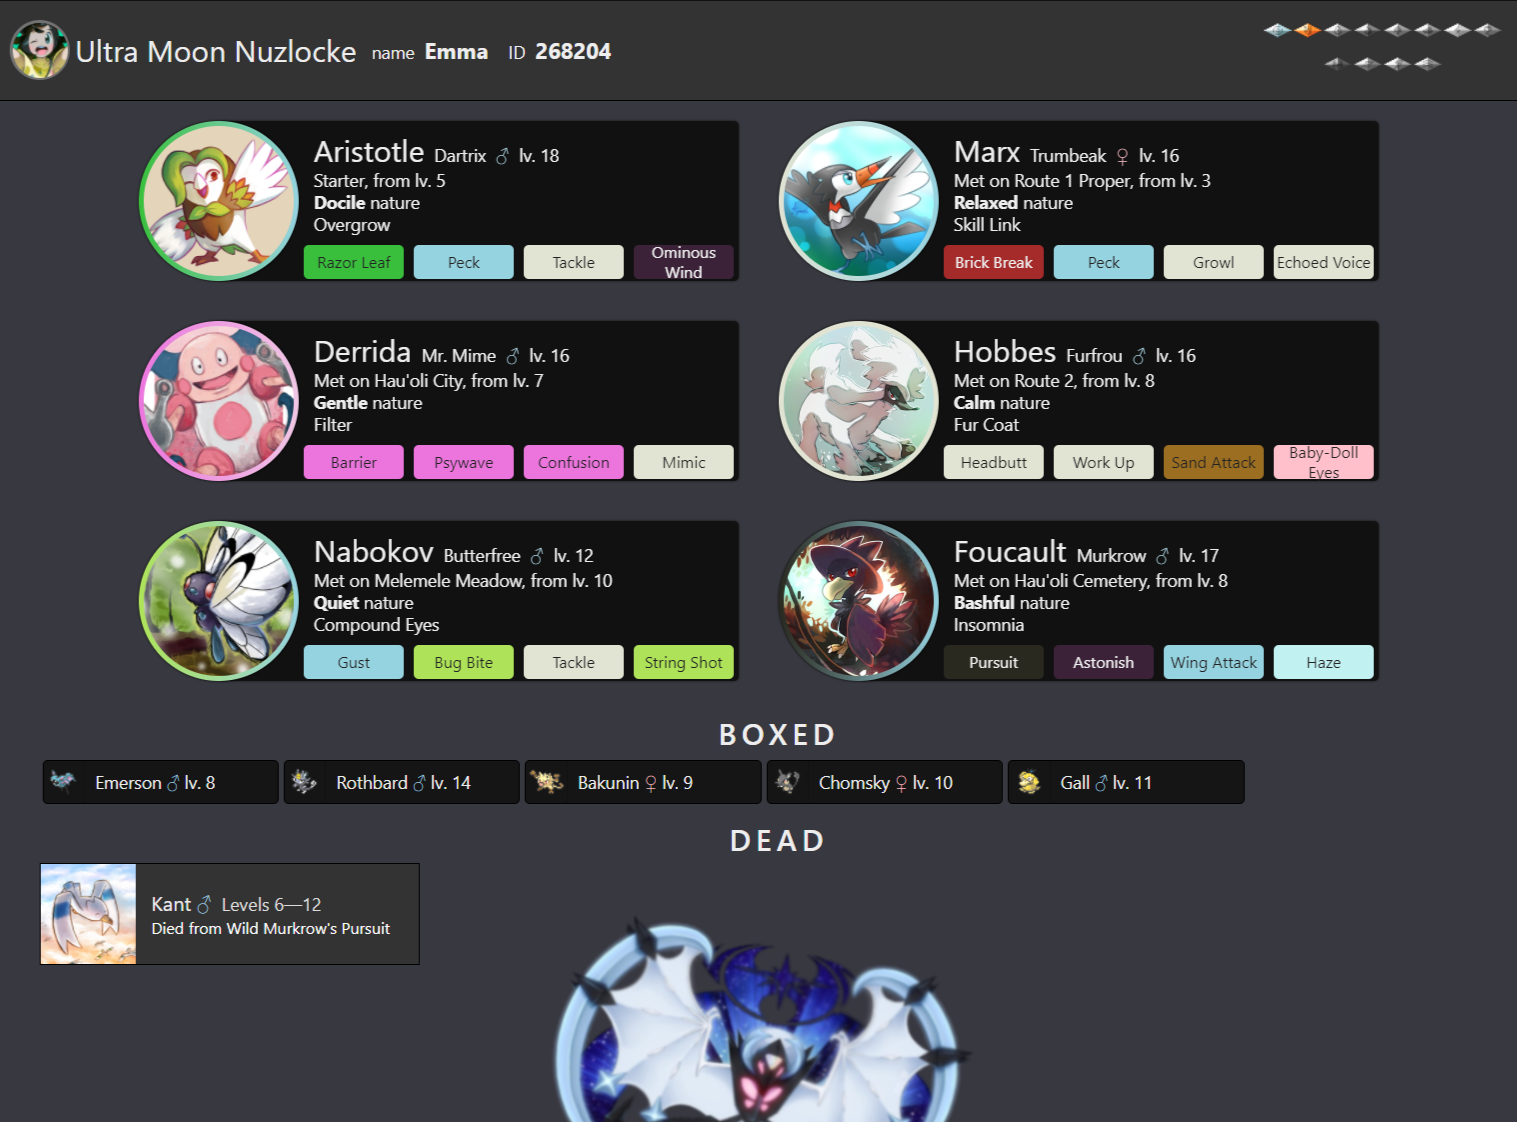 Ultra Moon Nuzlocke name Emma ID 268204
Aristotle Dartrix ♂ lv. 18
Starter, from lv. 5
Docile nature
Overgrow
Razor Leaf Peck Tackle Ominous Wind
Marx Trumbeak ♀ lv. 16
Met on Route 1 Proper, from lv. 3
Relaxed nature
Skill Link
Brick Break Peck Growl Echoed Voice
Derrida Mr. Mime ♂ lv. 16
Met on Hau'oli City, from lv. 7
Gentle nature
Filter
Barrier Psywave Confusion Mimic
Hobbes Furfrou ♂ lv. 16
Met on Route 2, from lv. 8
Calm nature
Fur Coat
Headbutt Work Up Sand Attack Baby-Doll Eyes
Nabokov Butterfree ♂ lv. 12
Met on Melemele Meadow, from lv. 10
Quiet nature
Compound Eyes
Gust Bug Bite Tackle String Shot
Foucault Murkrow ♂ lv. 17
Met on Hau'oli Cemetery, from lv. 8
Bashful nature
Insomnia
Pursuit Astonish Wing Attack Haze
BOXED
Emerson ♂ lv. 8
Rothbard ♂ lv. 14
Bakunin ♀ lv. 9
Chomsky ♀ lv. 10
Gall ♂ lv. 11
DEAD
Kant ♂ Levels 6—12
Died from Wild Murkrow's Pursuit